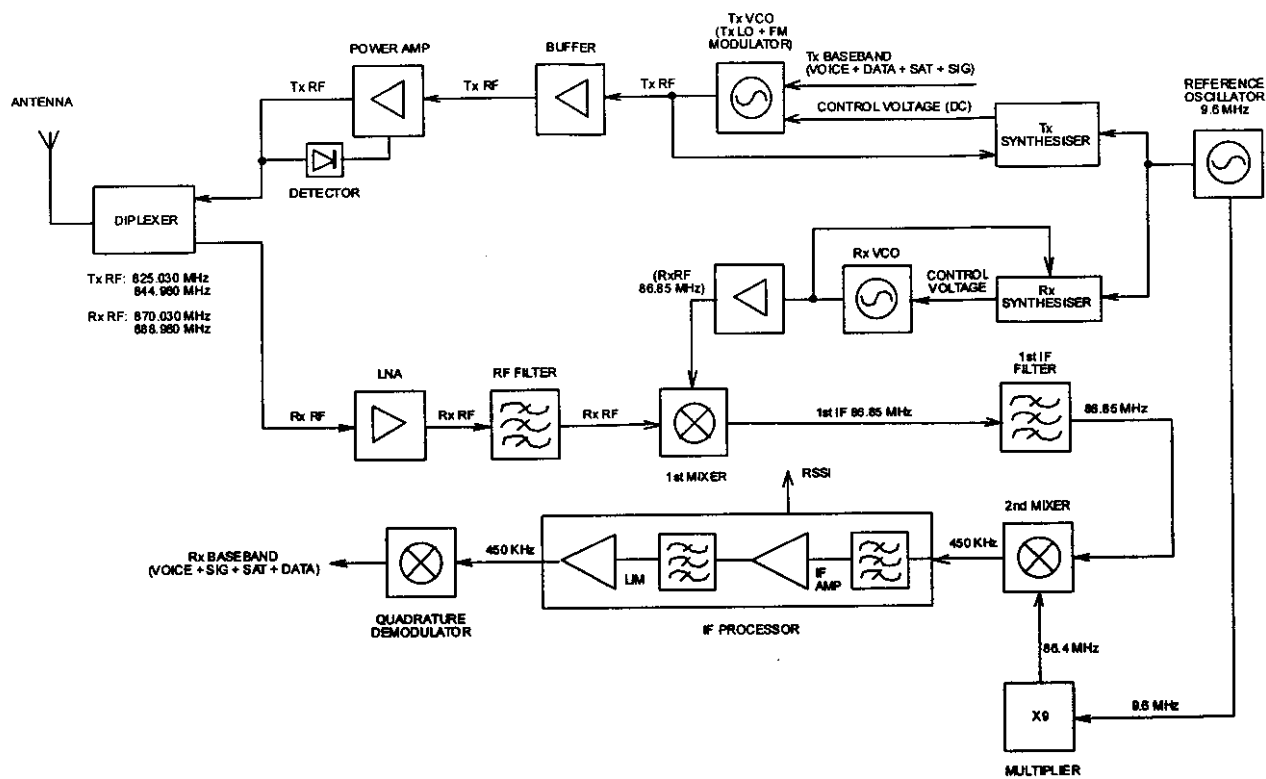 Tx VCO
(Tx LO + FM
MODULATOR)
POWER AMP
BUFFER
Tx BASEBAND
(VOICE + DATA + SAT + SIG)
REFERENCE
OSCILLATOR
9.6 MHz
ANTENNA
Tx RF
Tx RF
Tx RF
CONTROL VOLTAGE (DC)
Tx
SYNTHESISER
DETECTOR
DIPLEXER
Tx RF: 825.030 MHz
844.980 MHz
Rx RF: 870.030 MHz
888.980 MHz
(RxRF
86.85 MHz)
Rx VCO
CONTROL
VOLTAGE
Rx
SYNTHESISER
LNA
RF FILTER
1st IF
FILTER
Rx RF
Rx RF
Rx RF
1st IF 86.85 MHz
86.85 MHz
1st MIXER
RSSI
2nd MIXER
Rx BASEBAND
(VOICE + SIG + SAT + DATA)
450 KHz
LIM
IF
AMP
450 KHz
QUADRATURE
DEMODULATOR
IF PROCESSOR
86.4 MHz
X9
9.6 MHz
MULTIPLIER